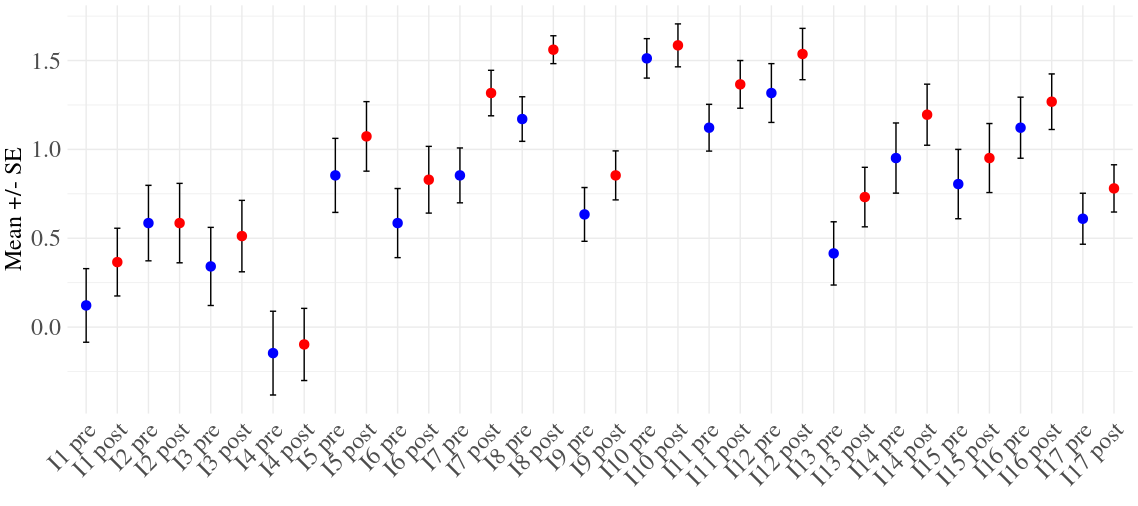 Mean +/- SE
1.5
1.0
0.5
0.0
I1 pre
I1 post
I2 pre
I2 post
I3 pre
I3 post
I4 pre
I4 post
I5 pre
I5 post
I6 pre
I6 post
I7 pre
I7 post
I8 pre
I8 post
I9 pre
I9 post
I10 pre
I10 post
I11 pre
I11 post
I12 pre
I12 post
I13 pre
I13 post
I14 pre
I14 post
I15 pre
I15 post
I16 pre
I16 post
I17 pre
I17 post